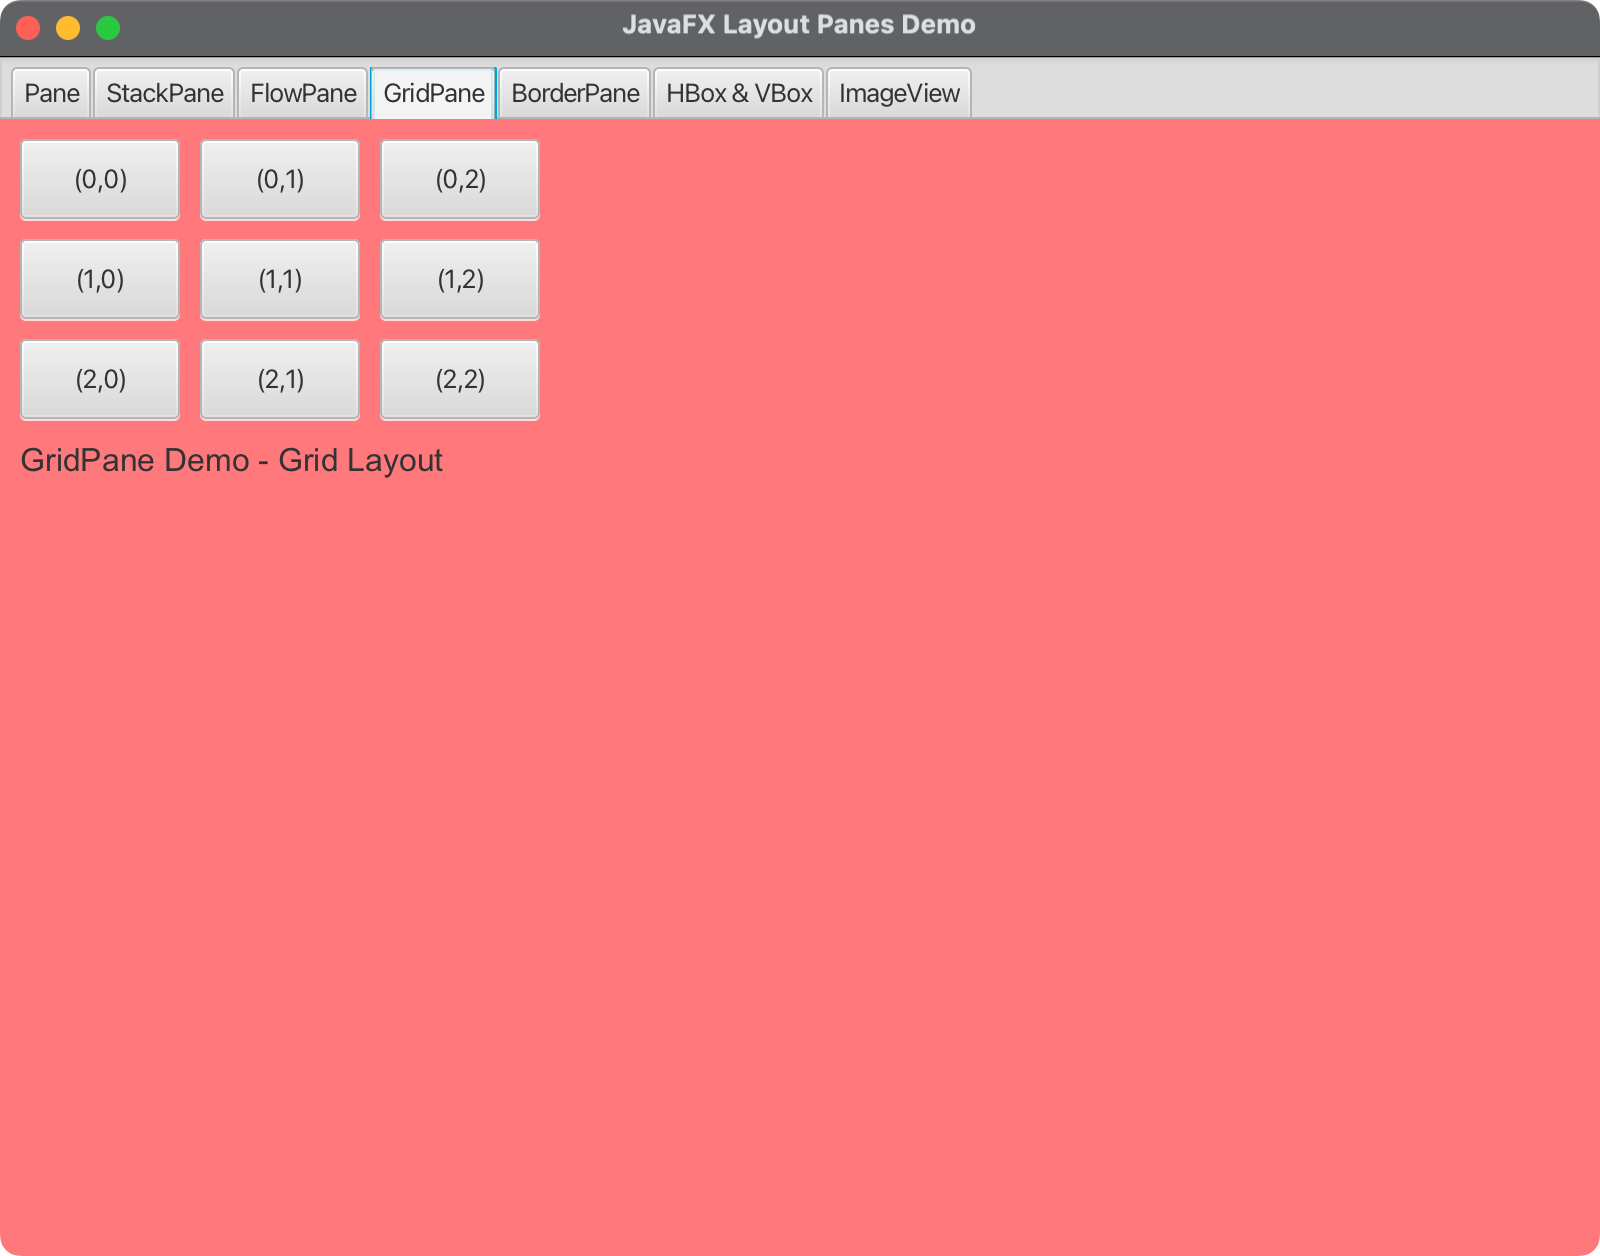 JavaFX Layout Panes Demo
Pane StackPane FlowPane GridPane BorderPane HBox & VBox ImageView
(0,0) (0,1) (0,2)
(1,0) (1,1) (1,2)
(2,0) (2,1) (2,2)
GridPane Demo - Grid Layout